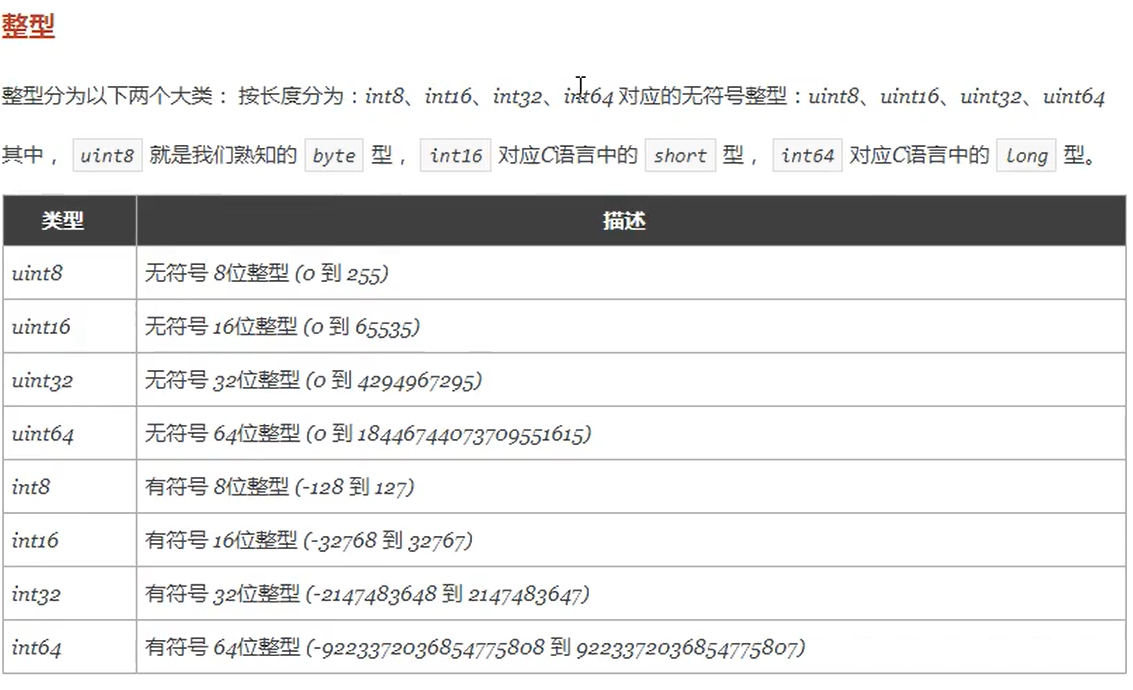 整型
整型分为以下两个大类： 按长度分为：int8、int16、int32、int64 对应的无符号整型：uint8、uint16、uint32、uint64
其中， uint8 就是我们熟知的 byte 型， int16 对应C语言中的 short 型， int64 对应C语言中的 long 型。
类型 描述
uint8 无符号 8位整型 (0 到 255)
uint16 无符号 16位整型 (0 到 65535)
uint32 无符号 32位整型 (0 到 4294967295)
uint64 无符号 64位整型 (0 到 18446744073709551615)
int8 有符号 8位整型 (-128 到 127)
int16 有符号 16位整型 (-32768 到 32767)
int32 有符号 32位整型 (-2147483648 到 2147483647)
int64 有符号 64位整型 (-9223372036854775808 到 9223372036854775807)